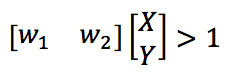 [w₁ w₂] [X Y] > 1